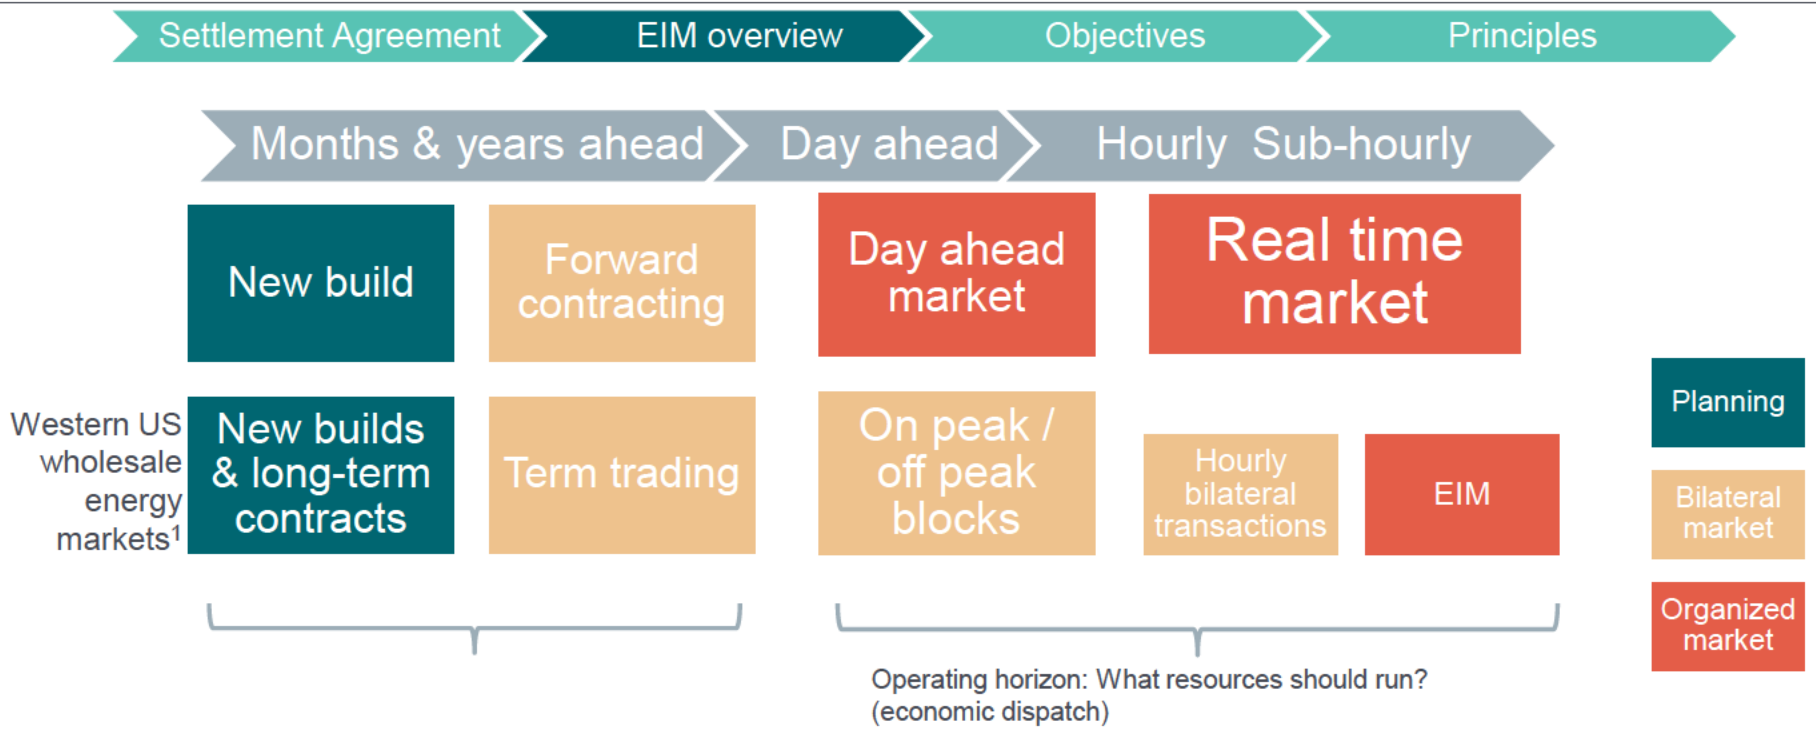 Settlement Agreement
EIM overview
Objectives
Principles
Months & years ahead
Day ahead
Hourly Sub-hourly
New build
Forward
contracting
Day ahead
market
Real time
market
Western US
wholesale
energy
markets¹
New builds
& long-term
contracts
Term trading
On peak /
off peak
blocks
Hourly
bilateral
transactions
EIM
Planning
Bilateral
market
Organized
market
Operating horizon: What resources should run?
(economic dispatch)